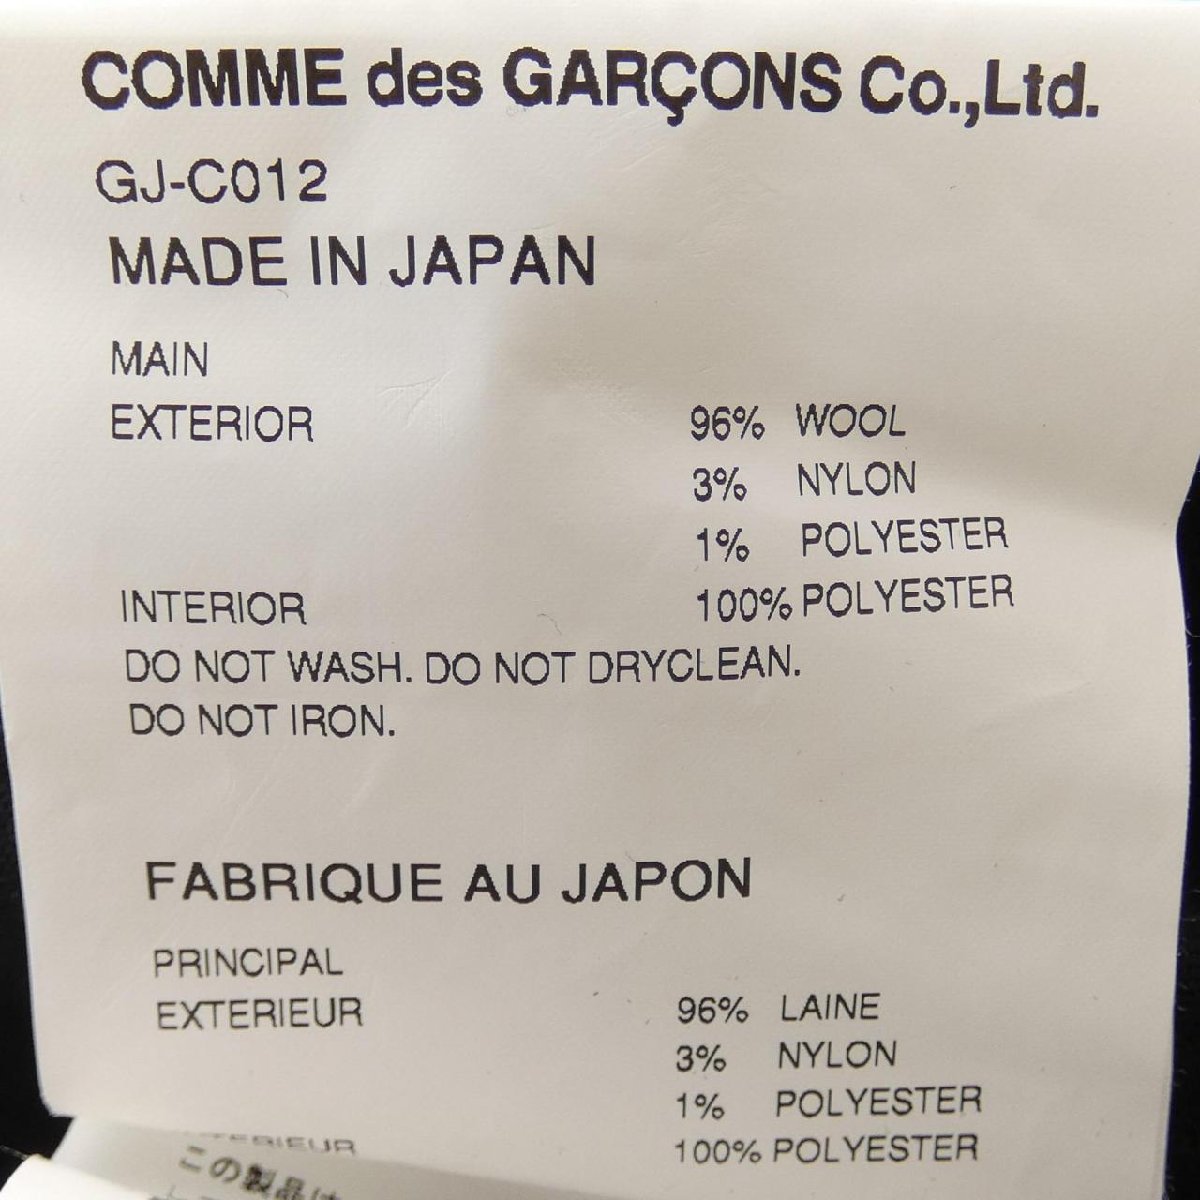 COMME des GARÇONS Co.,Ltd.
GJ-C012
MADE IN JAPAN
MAIN
EXTERIOR 96% WOOL
3% NYLON
1% POLYESTER
INTERIOR 100% POLYESTER
DO NOT WASH. DO NOT DRYCLEAN.
DO NOT IRON.
FABRIQUE AU JAPON
PRINCIPAL
EXTERIEUR 96% LAINE
3% NYLON
1% POLYESTER
100% POLYESTER
この製品は